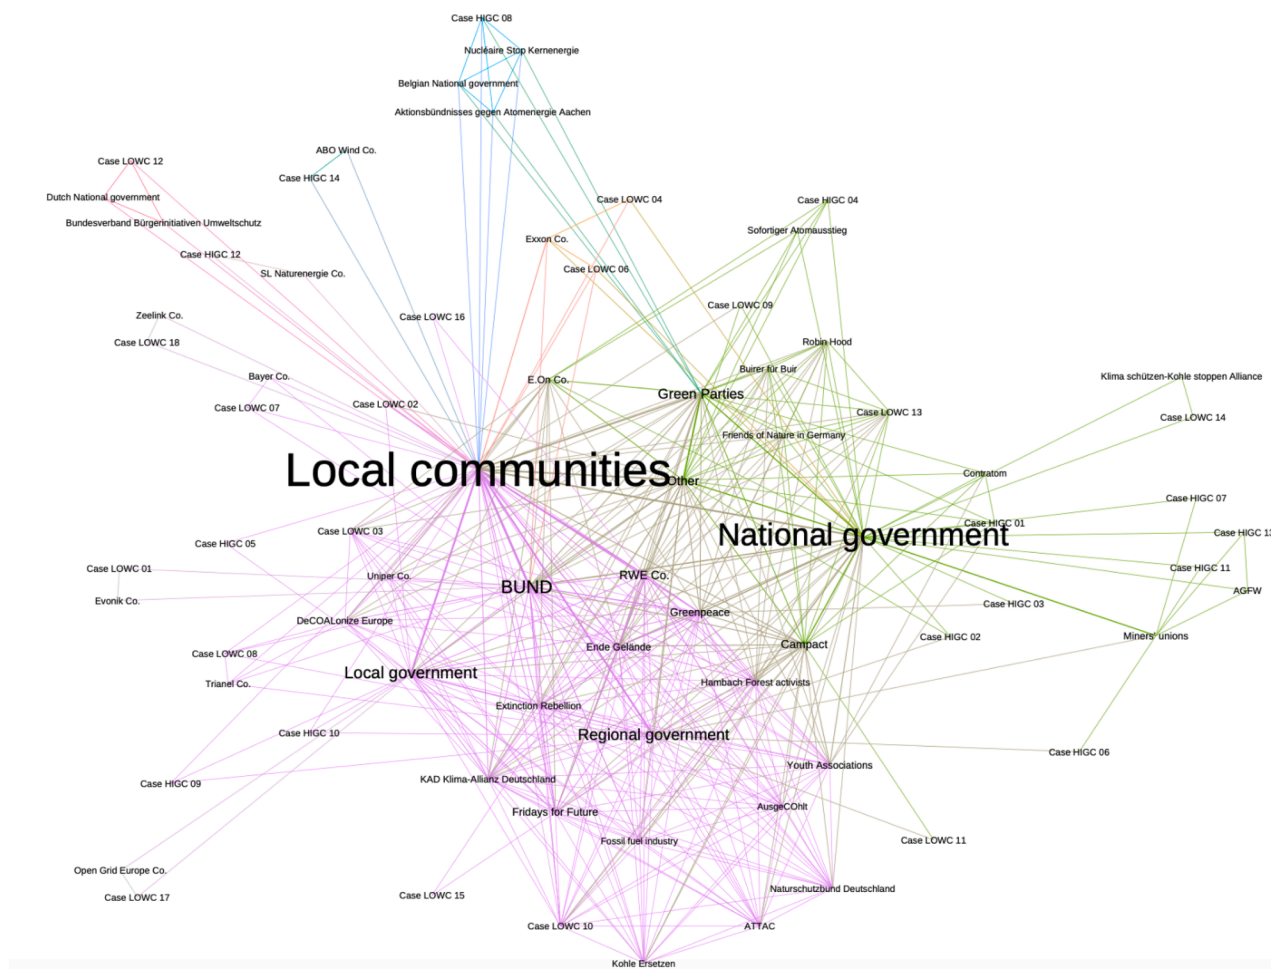 Case HIGC 08
Nucléaire Stop Kernenergie
Belgian National government
Aktionsbündnisses gegen Atomenergie Aachen
ABO Wind Co.
Case LOWC 12
Case HIGC 14
Dutch National government
Case LOWC 04
Case HIGC 04
Bundesverband Bürgerinitiativen Umweltschutz
Sofortiger Atomausstieg
Exxon Co.
Case HIGC 12
SL Naturenergie Co.
Case LOWC 06
Case LOWC 09
Zeelink Co.
Case LOWC 16
Case LOWC 18
Robin Hood
Buirer für Buir
Bayer Co.
E.On Co.
Klima schützen-Kohle stoppen Alliance
Green Parties
Case LOWC 07
Case LOWC 02
Case LOWC 13
Case LOWC 14
Friends of Nature in Germany
Local communities
Other
Contratom
Case HIGC 07
Case HIGC 01
National government
Case LOWC 03
Case HIGC 13
Case HIGC 05
Case LOWC 01
Uniper Co.
BUND
RWE Co.
Case HIGC 11
AGFW
Evonik Co.
Case HIGC 03
Greenpeace
DeCOALonize Europe
Case HIGC 02
Miners' unions
Ende Gelände
Campact
Case LOWC 08
Local government
Trianel Co.
Hambach Forest activists
Extinction Rebellion
Case HIGC 10
Regional government
Case HIGC 06
Youth Associations
Case HIGC 09
KAD Klima-Allianz Deutschland
AusgeCOhlt
Fridays for Future
Fossil fuel industry
Case LOWC 11
Open Grid Europe Co.
Naturschutzbund Deutschland
Case LOWC 17
Case LOWC 15
Case LOWC 10
ATTAC
Kohle Ersetzen